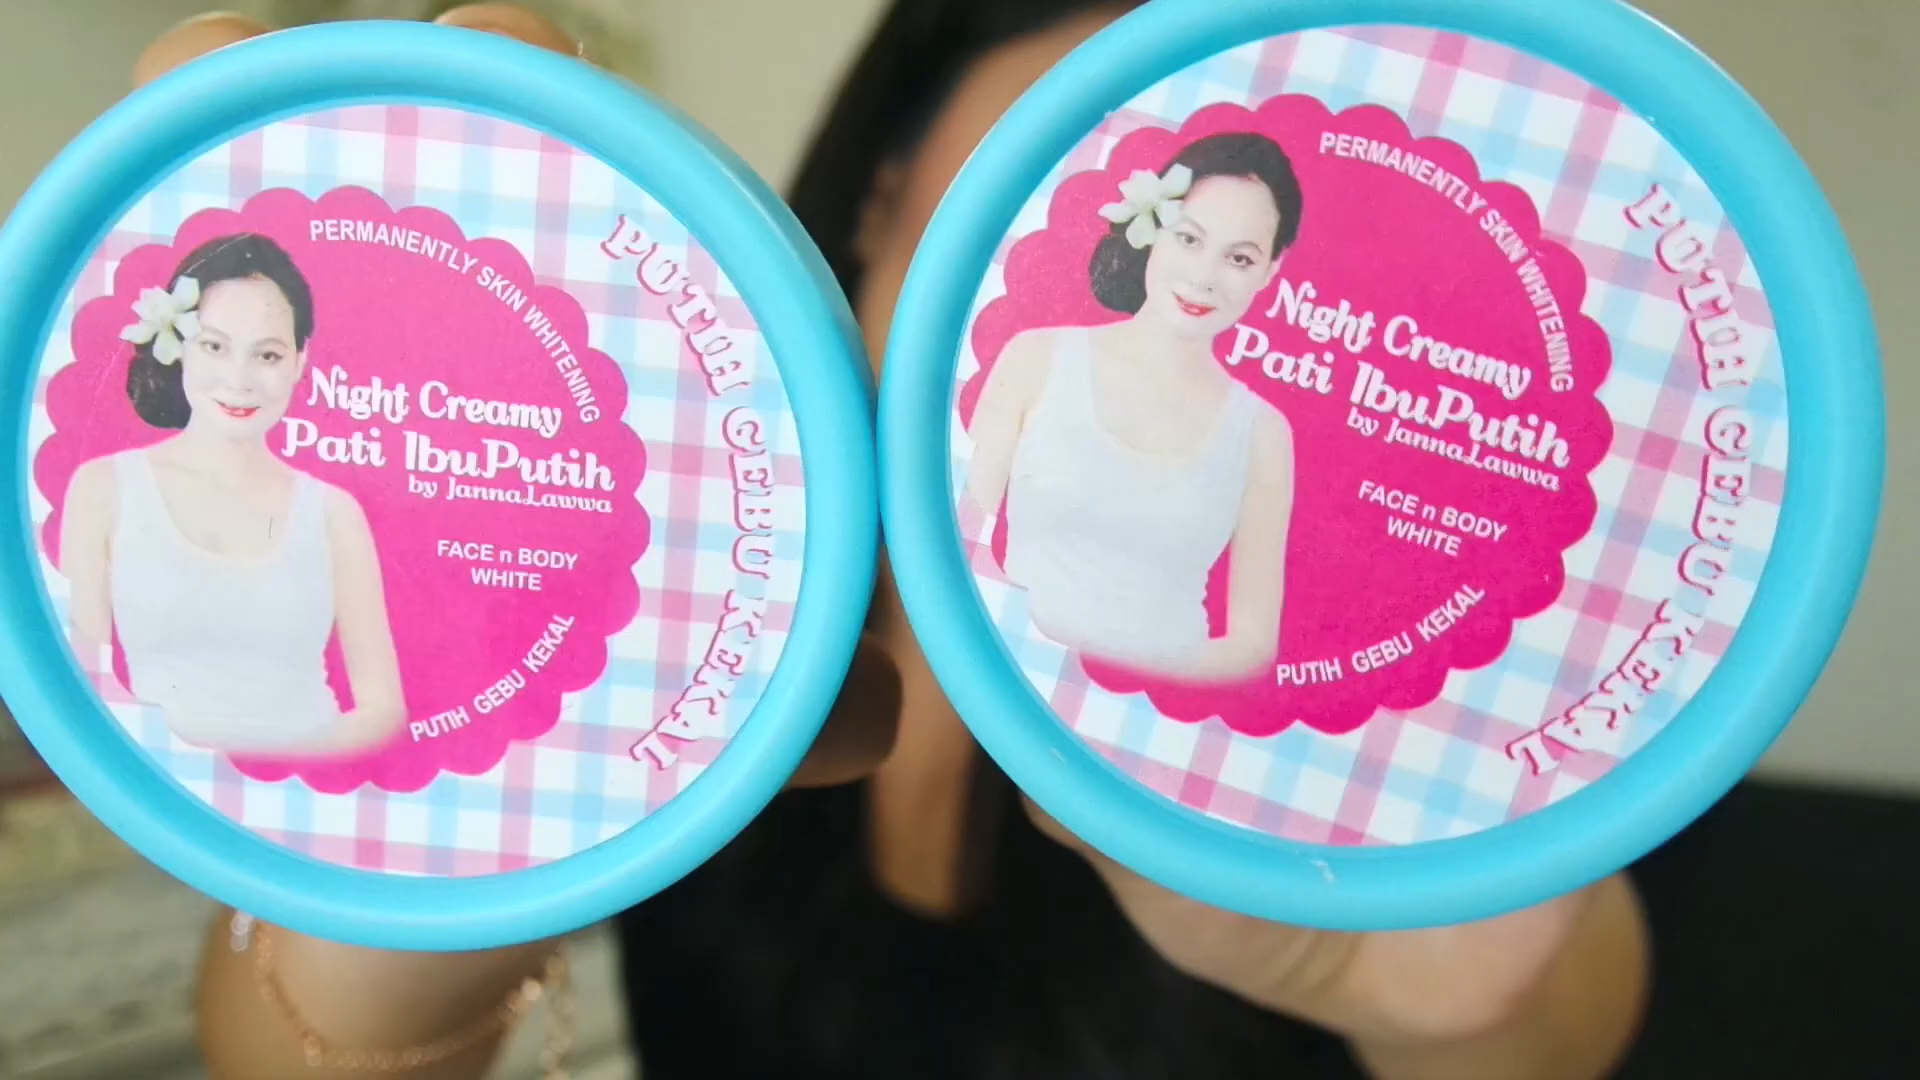 PERMANENTLY SKIN WHITENING
Night Creamy
Pati IbuPutih
by JannaLawwa
FACE n BODY
WHITE
PUTIH GEBU KEKAL
PUTIH GEBU KEKAL
PERMANENTLY SKIN WHITENING
Night Creamy
Pati IbuPutih
by JannaLawwa
FACE n BODY
WHITE
PUTIH GEBU KEKAL
PUTIH GEBU KEKAL